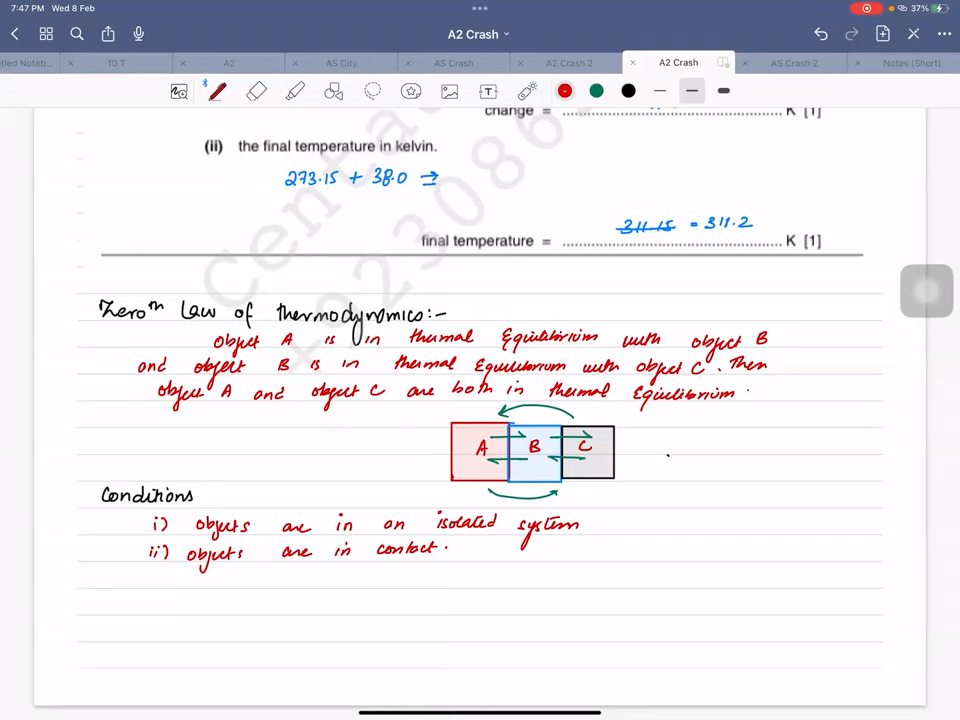 7:47 PM Wed 8 Feb
37%
A2 Crash
tled Noteb...
10 T
A2
AS City
AS Crash
A2 Crash 2
A2 Crash
AS Crash 2
Notes (Short)
change = K [1]
(ii) the final temperature in kelvin.
273.15 + 38.0 ⇒
311.15 = 311.2
final temperature = K [1]
Zeroth Law of thermodynamics:-
object A is in thermal Equilibrium with object B
and object B is in thermal Equilibrium with object C. Then
object A and object C are both in thermal Equilibrium.
A B C
Conditions
i) objects are in an isolated system
ii) objects are in contact.